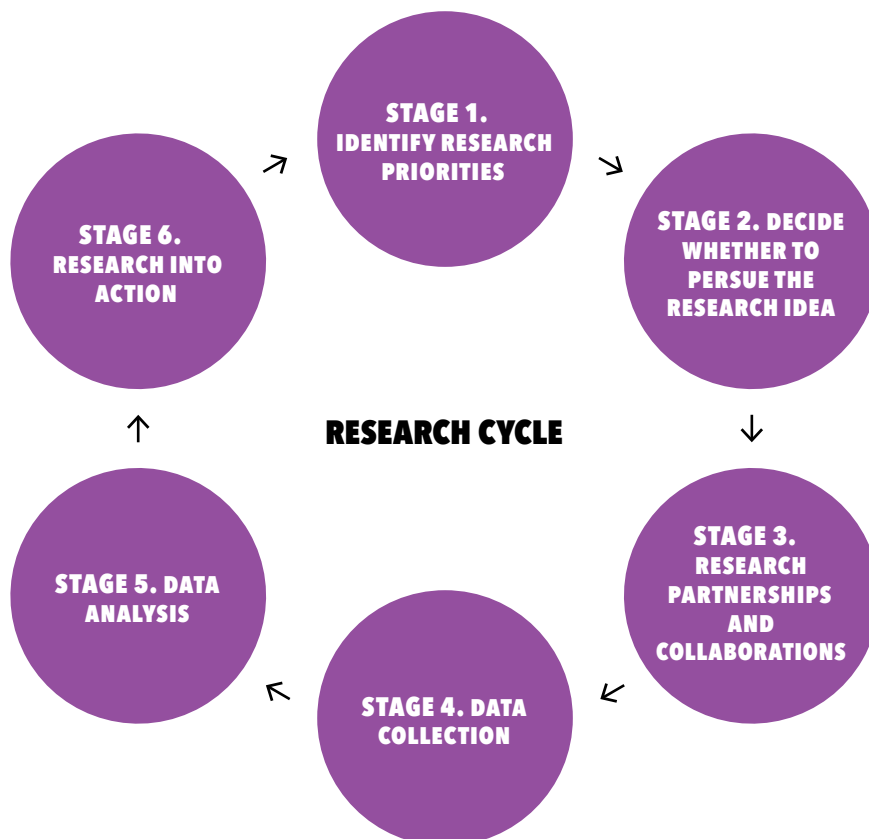 STAGE 1.
IDENTIFY RESEARCH
PRIORITIES
STAGE 2. DECIDE
WHETHER TO
PERSUE THE
RESEARCH IDEA
STAGE 3.
RESEARCH
PARTNERSHIPS
AND
COLLABORATIONS
STAGE 4. DATA
COLLECTION
STAGE 5. DATA
ANALYSIS
STAGE 6.
RESEARCH INTO
ACTION
RESEARCH CYCLE